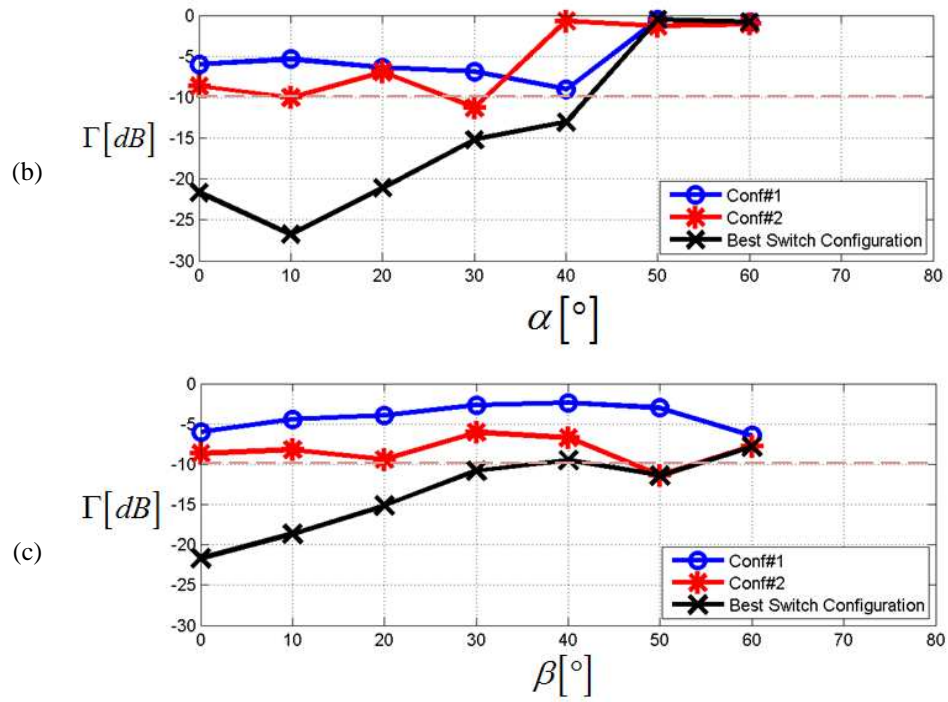 0
-5
-10
-15
-20
-25
-30
Γ[dB]
(b)
Conf#1
Conf#2
Best Switch Configuration
0 10 20 30 40 50 60 70 80
α[°]
0
-5
-10
-15
-20
-25
-30
Γ[dB]
(c)
Conf#1
Conf#2
Best Switch Configuration
0 10 20 30 40 50 60 70 80
β[°]